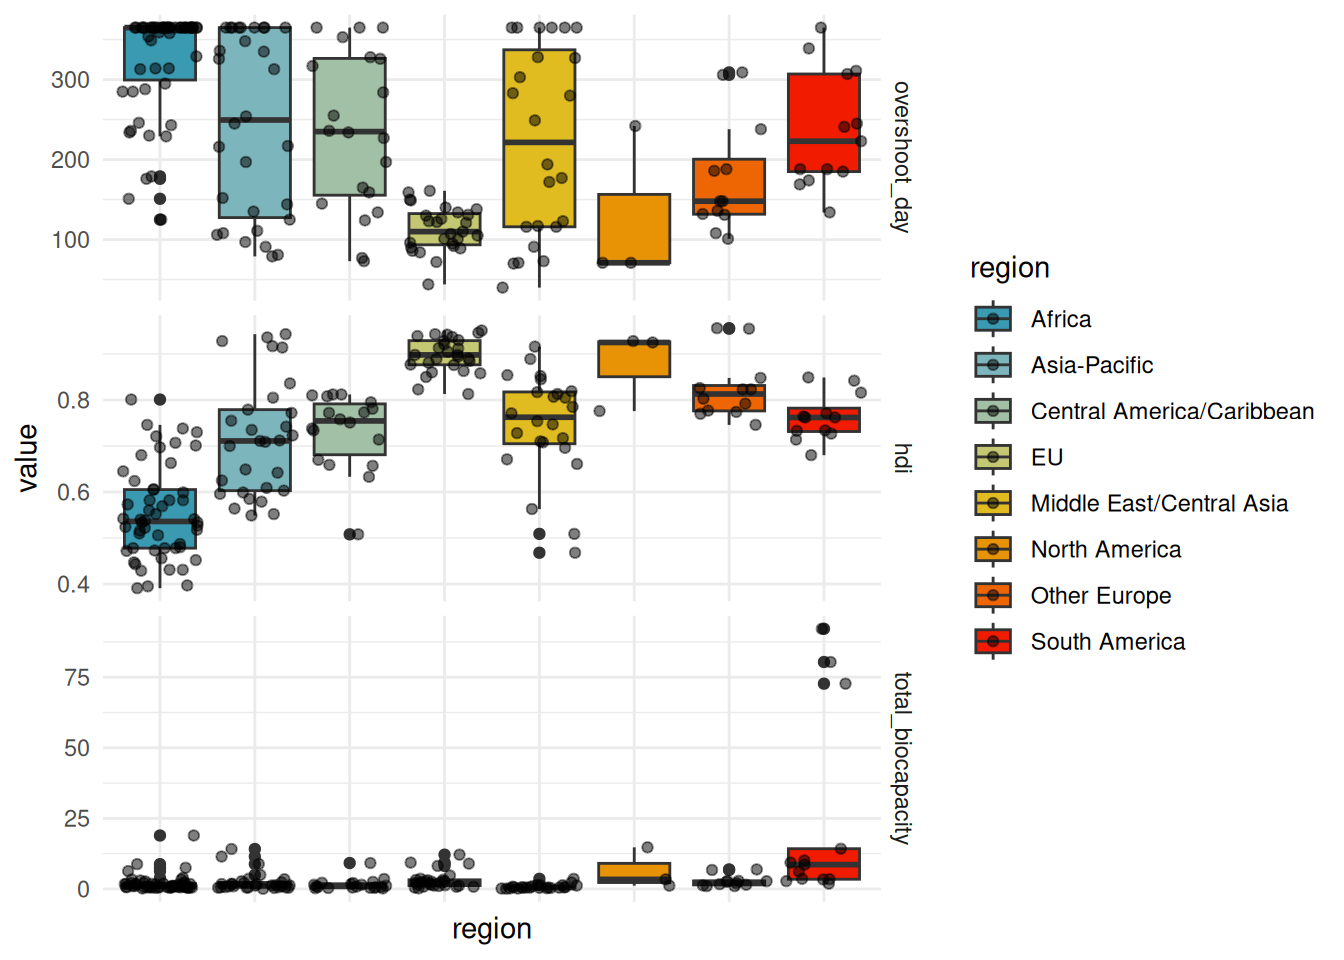 300
200
100
overshoot_day
0.8
0.6
0.4
hdi
75
50
25
0
total_biocapacity
value
region
region
Africa
Asia-Pacific
Central America/Caribbean
EU
Middle East/Central Asia
North America
Other Europe
South America